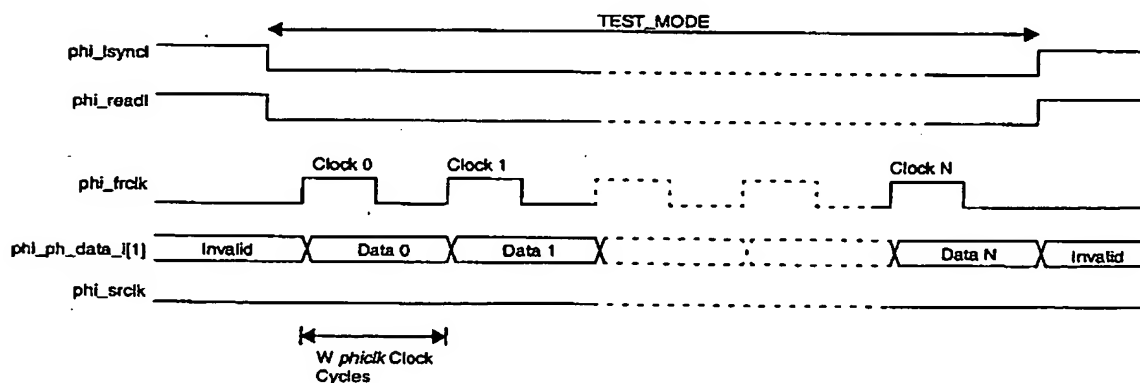 TEST_MODE
phi_lsyncl
phi_readl
Clock 0 Clock 1 Clock N
phi_frclk
phi_ph_data_i[1] Invalid Data 0 Data 1 Data N Invalid
phi_srclk
W phiclk Clock
Cycles